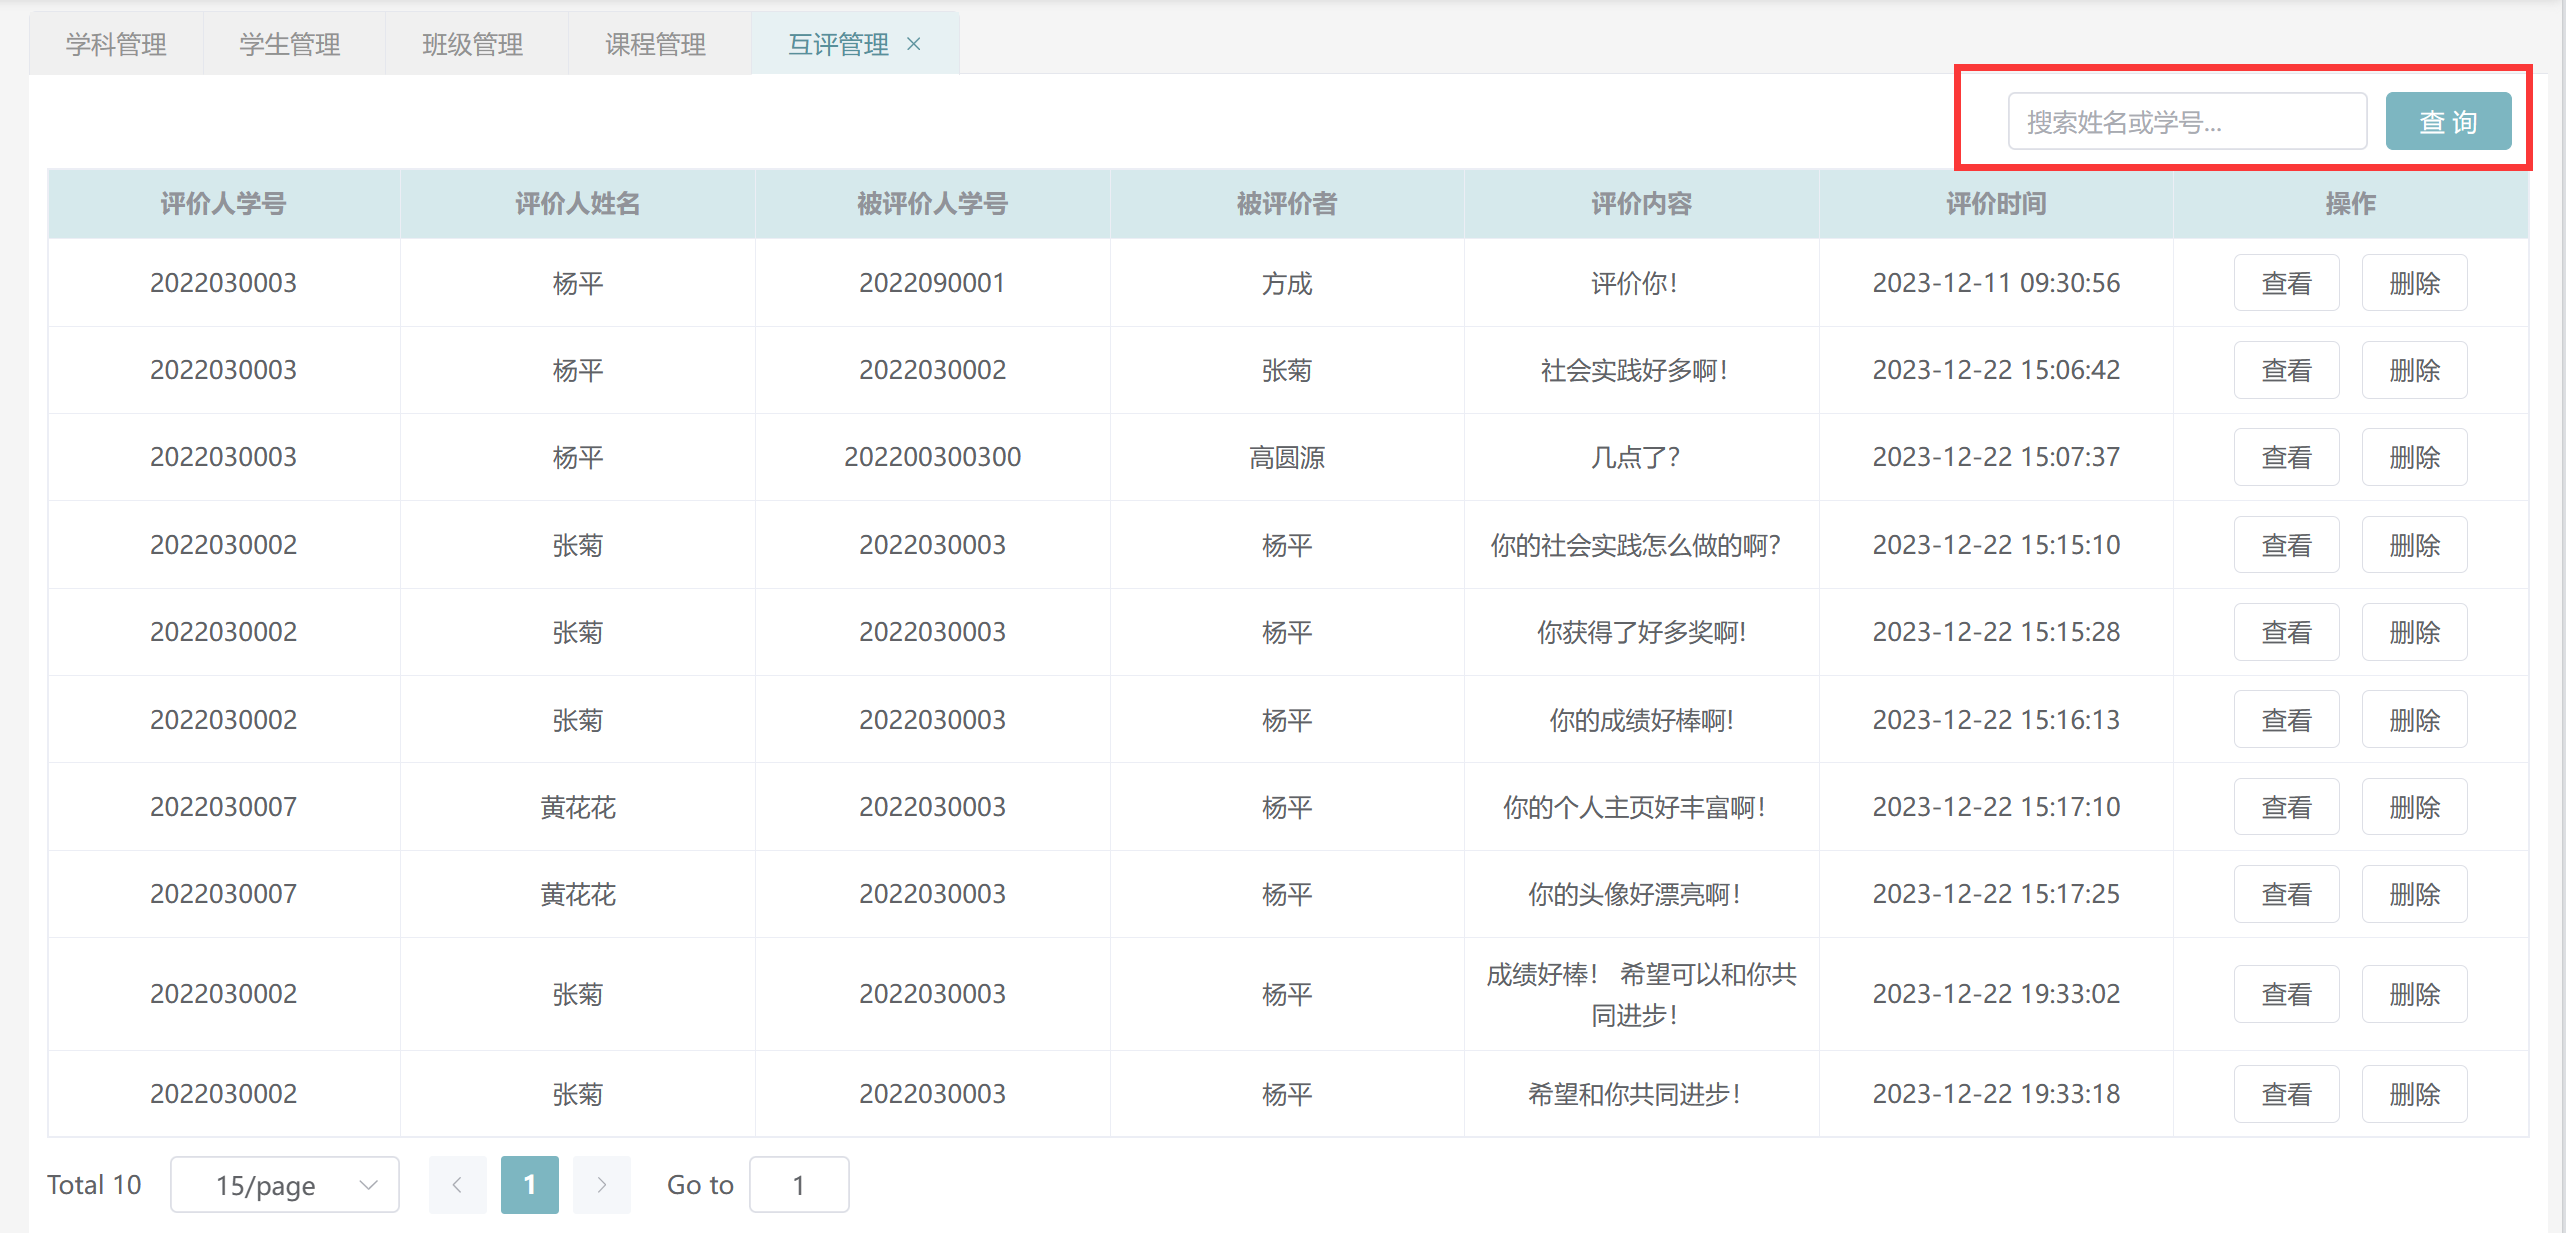 学科管理 学生管理 班级管理 课程管理 互评管理 ×
搜索姓名或学号... 查 询
评价人学号 评价人姓名 被评价人学号 被评价者 评价内容 评价时间 操作
2022030003 杨平 2022090001 方成 评价你！ 2023-12-11 09:30:56 查看 删除
2022030003 杨平 2022030002 张菊 社会实践好多啊！ 2023-12-22 15:06:42 查看 删除
2022030003 杨平 202200300300 高圆源 几点了？ 2023-12-22 15:07:37 查看 删除
2022030002 张菊 2022030003 杨平 你的社会实践怎么做的啊？ 2023-12-22 15:15:10 查看 删除
2022030002 张菊 2022030003 杨平 你获得了好多奖啊！ 2023-12-22 15:15:28 查看 删除
2022030002 张菊 2022030003 杨平 你的成绩好棒啊！ 2023-12-22 15:16:13 查看 删除
2022030007 黄花花 2022030003 杨平 你的个人主页好丰富啊！ 2023-12-22 15:17:10 查看 删除
2022030007 黄花花 2022030003 杨平 你的头像好漂亮啊！ 2023-12-22 15:17:25 查看 删除
2022030002 张菊 2022030003 杨平 成绩好棒！ 希望可以和你共 2023-12-22 19:33:02 查看 删除
同进步！
2022030002 张菊 2022030003 杨平 希望和你共同进步！ 2023-12-22 19:33:18 查看 删除
Total 10 15/page < 1 > Go to 1